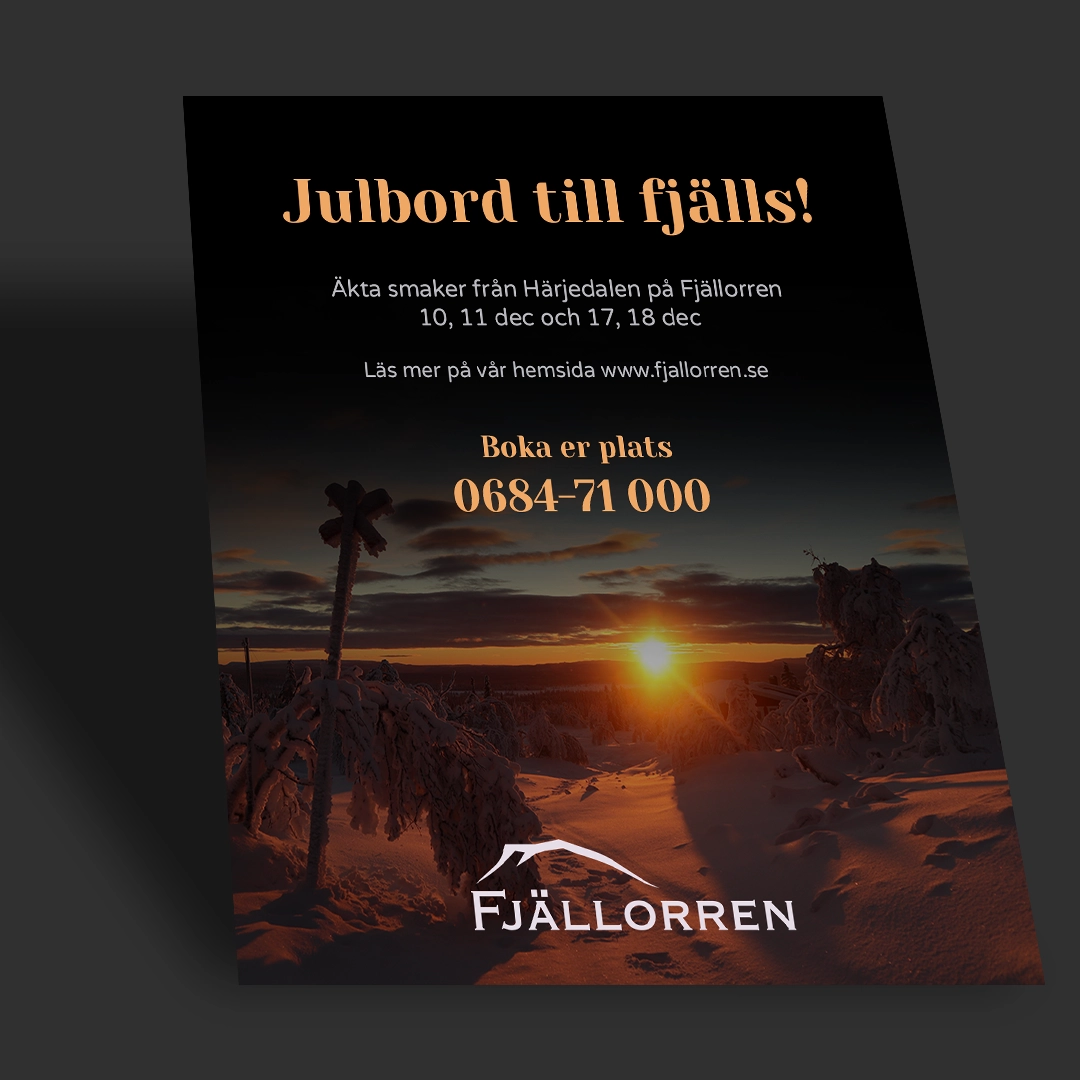 Julbord till fjälls!
Äkta smaker från Härjedalen på Fjällorren
10, 11 dec och 17, 18 dec
Läs mer på vår hemsida www.fjallorren.se
Boka er plats
0684-71 000
FJÄLLORREN